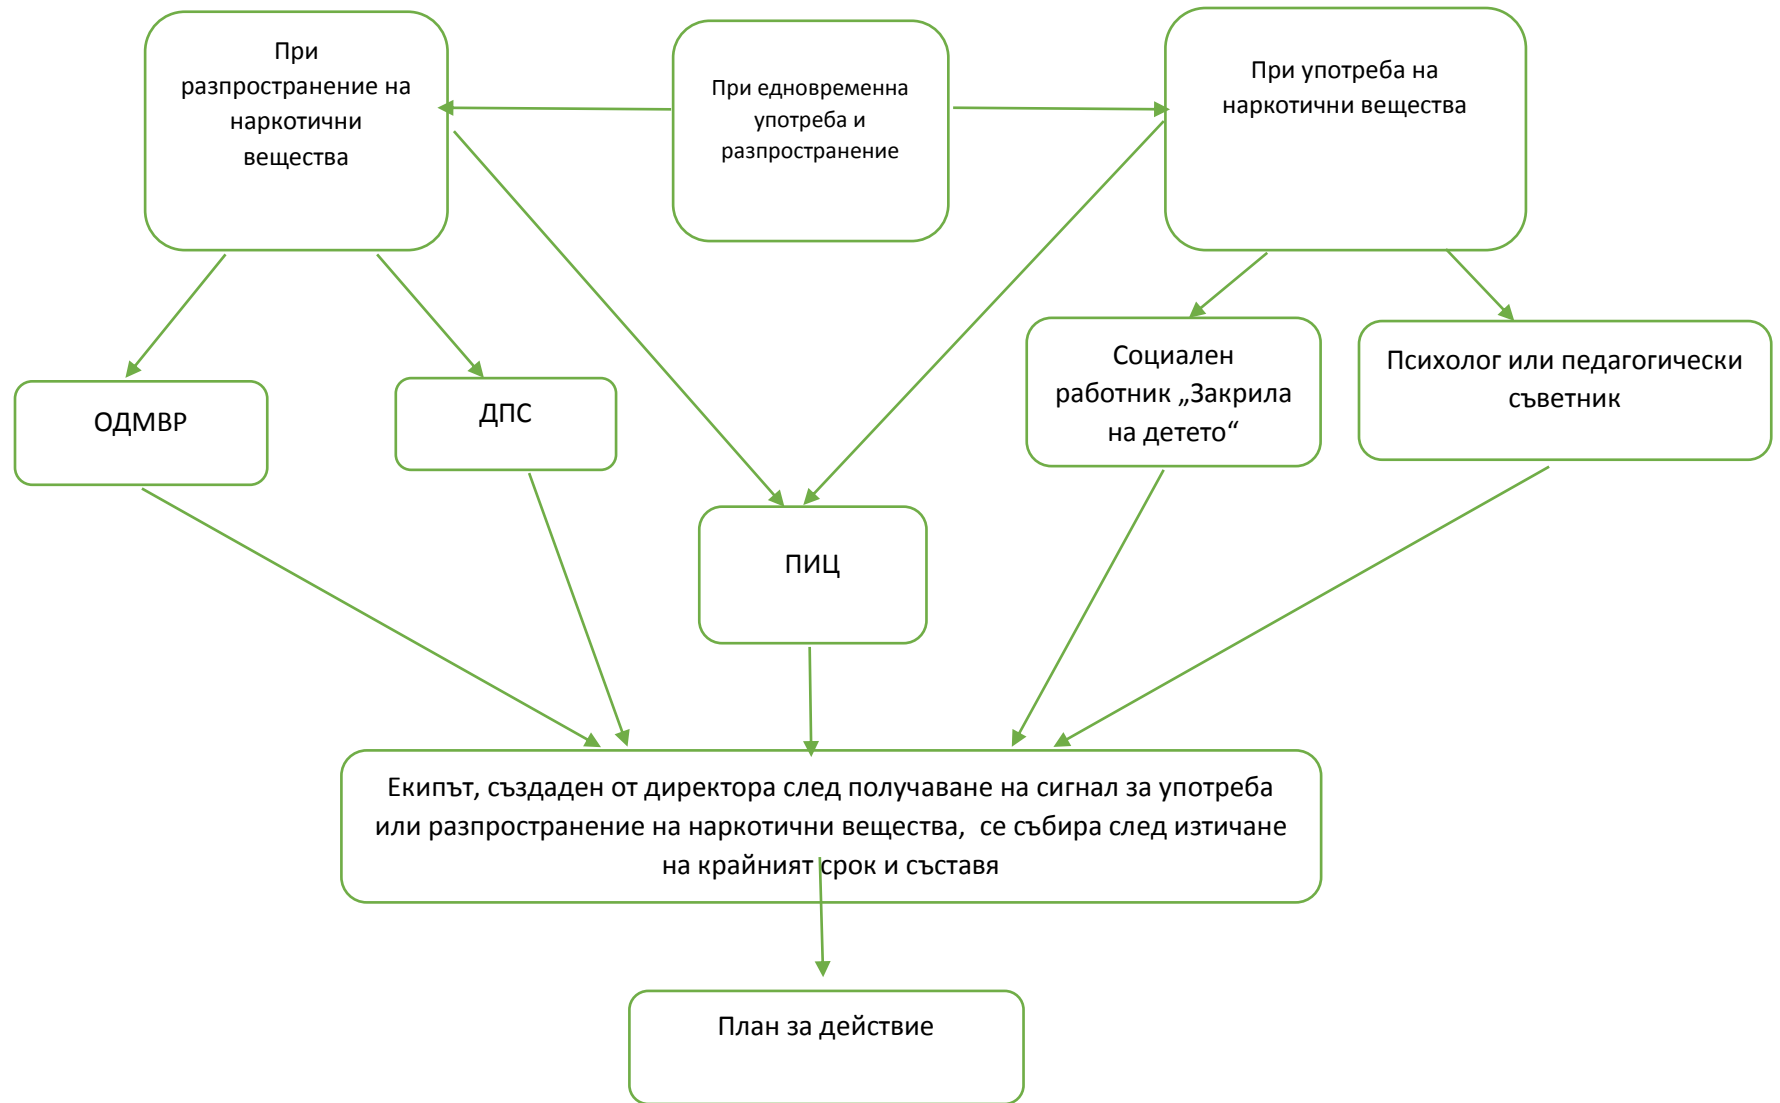 При
разпространение на
наркотични
вещества
При едновременна
употреба и
разпространение
При употреба на
наркотични вещества
ОДМВР
ДПС
Социален
работник „Закрила
на детето“
Психолог или педагогически
съветник
ПИЦ
Екипът, създаден от директора след получаване на сигнал за употреба
или разпространение на наркотични вещества, се събира след изтичане
на крайният срок и съставя
План за действие